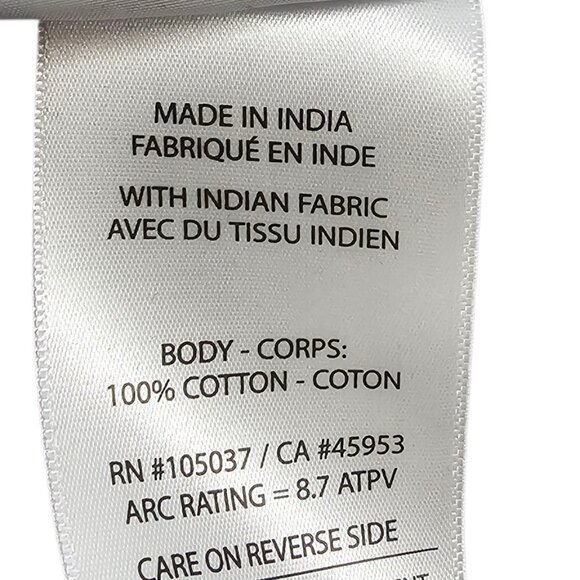 MADE IN INDIA
FABRIQUÉ EN INDE
WITH INDIAN FABRIC
AVEC DU TISSU INDIEN
BODY - CORPS:
100% COTTON - COTON
RN #105037 / CA #45953
ARC RATING = 8.7 ATPV
CARE ON REVERSE SIDE